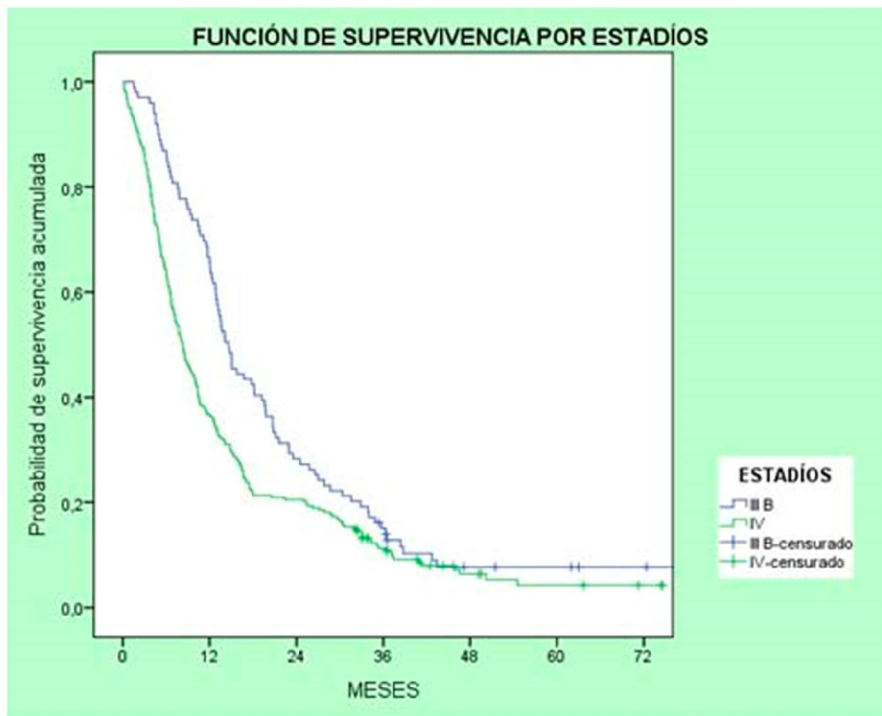 FUNCIÓN DE SUPERVIVENCIA POR ESTADÍOS
Probabilidad de supervivencia acumulada
1,0
0,8
0,6
0,4
0,2
0,0
0 12 24 36 48 60 72
MESES
ESTADÍOS
III B
IV
III B-censurado
IV-censurado